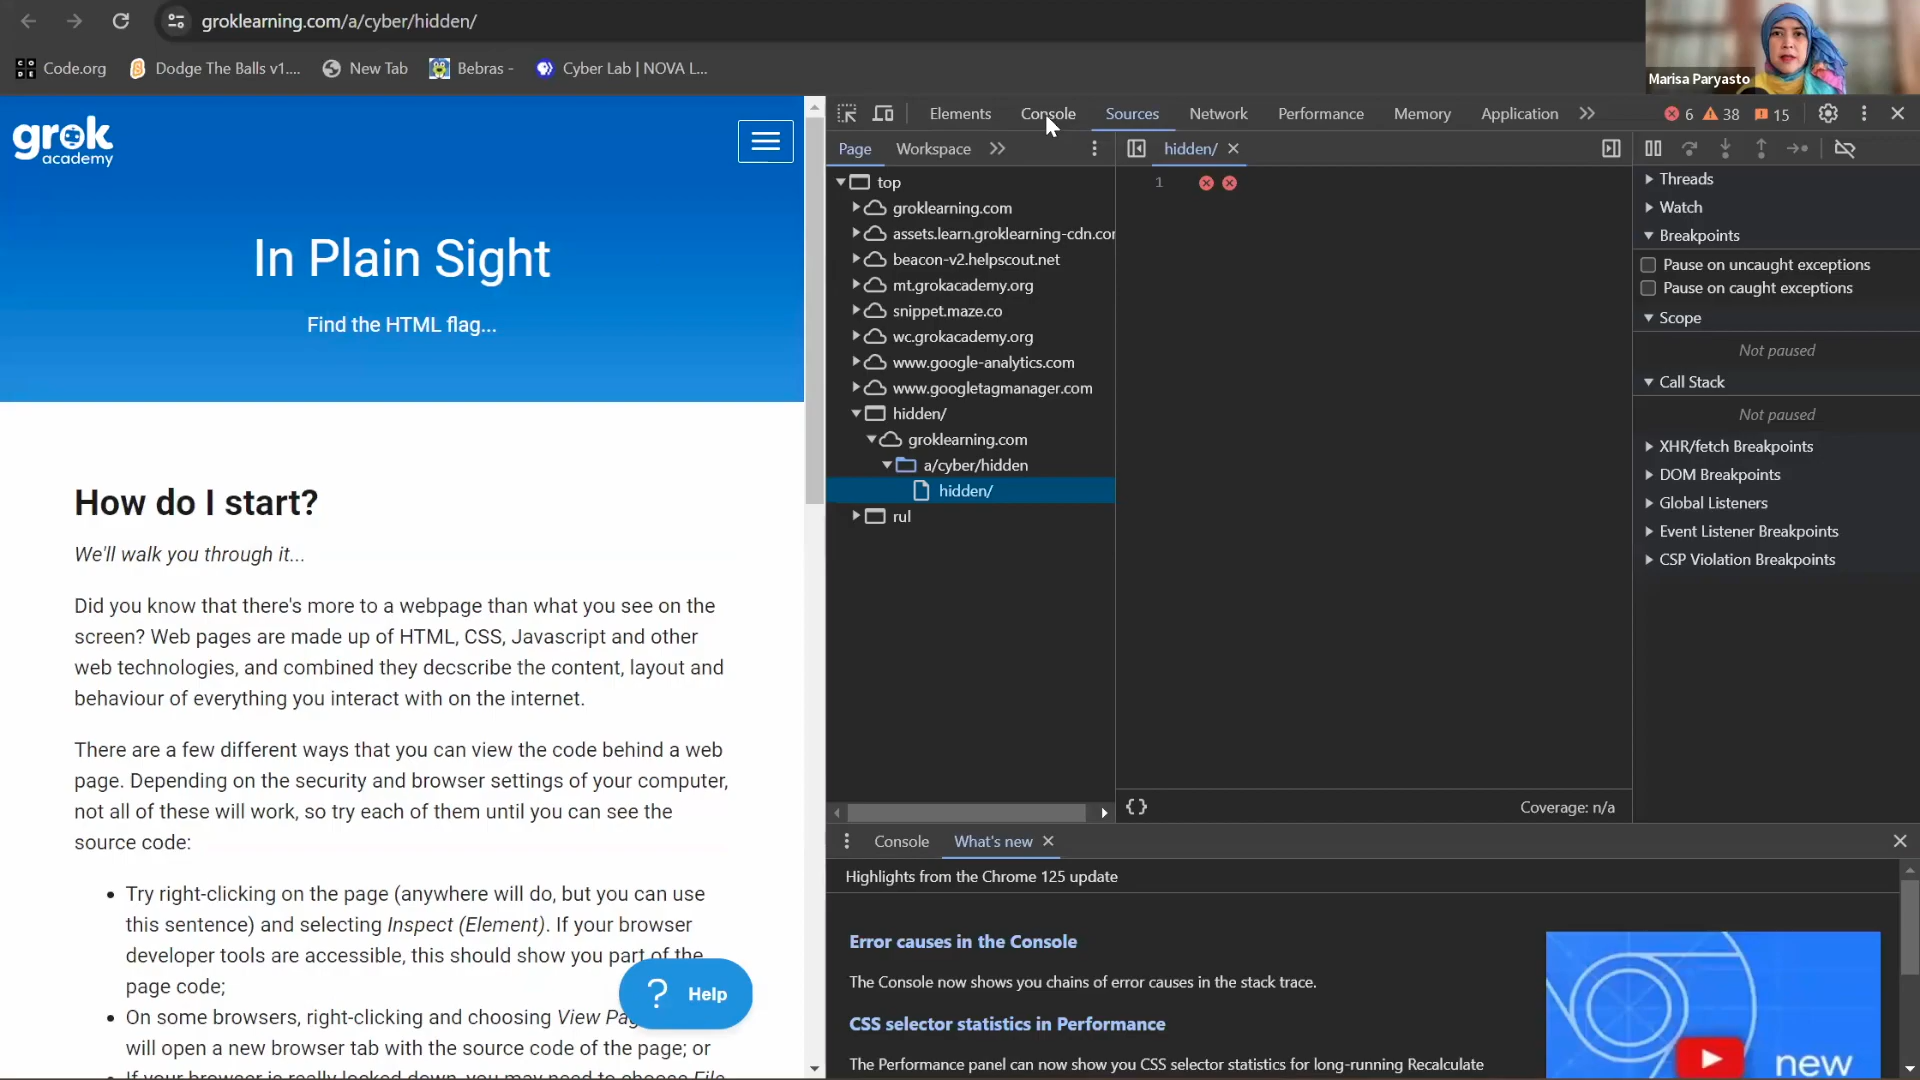 groklearning.com/a/cyber/hidden/
Code.org
Dodge The Balls v1....
New Tab
Bebras -
Cyber Lab | NOVA L...
Marisa Paryasto
grok
academy
In Plain Sight
Find the HTML flag...
How do I start?
We'll walk you through it...
Did you know that there's more to a webpage than what you see on the
screen? Web pages are made up of HTML, CSS, Javascript and other
web technologies, and combined they decscribe the content, layout and
behaviour of everything you interact with on the internet.
There are a few different ways that you can view the code behind a web
page. Depending on the security and browser settings of your computer,
not all of these will work, so try each of them until you can see the
source code:
• Try right-clicking on the page (anywhere will do, but you can use
this sentence) and selecting Inspect (Element). If your browser
developer tools are accessible, this should show you part of the
page code;
• On some browsers, right-clicking and choosing View Pag
will open a new browser tab with the source code of the page; or
• If your browser is really locked down, you may need to choose File
? Help
Elements Console Sources Network Performance Memory Application
6 38 15
Page Workspace
top
groklearning.com
assets.learn.groklearning-cdn.cor
beacon-v2.helpscout.net
mt.grokacademy.org
snippet.maze.co
wc.grokacademy.org
www.google-analytics.com
www.googletagmanager.com
hidden/
groklearning.com
a/cyber/hidden
hidden/
rul
hidden/
1
{ } Coverage: n/a
Threads
Watch
Breakpoints
Pause on uncaught exceptions
Pause on caught exceptions
Scope
Not paused
Call Stack
Not paused
XHR/fetch Breakpoints
DOM Breakpoints
Global Listeners
Event Listener Breakpoints
CSP Violation Breakpoints
Console What's new
Highlights from the Chrome 125 update
Error causes in the Console
The Console now shows you chains of error causes in the stack trace.
CSS selector statistics in Performance
The Performance panel can now show you CSS selector statistics for long-running Recalculate
new